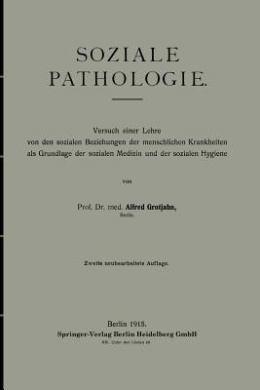 SOZIALE
PATHOLOGIE.
Versuch einer Lehre
von den sozialen Beziehungen der menschlichen Krankheiten
als Grundlage der sozialen Medizin und der sozialen Hygiene
von
Prof. Dr. med. Alfred Grotjahn,
Berlin.
Zweite neubearbeitete Auflage.
Berlin 1915.
Springer-Verlag Berlin Heidelberg GmbH